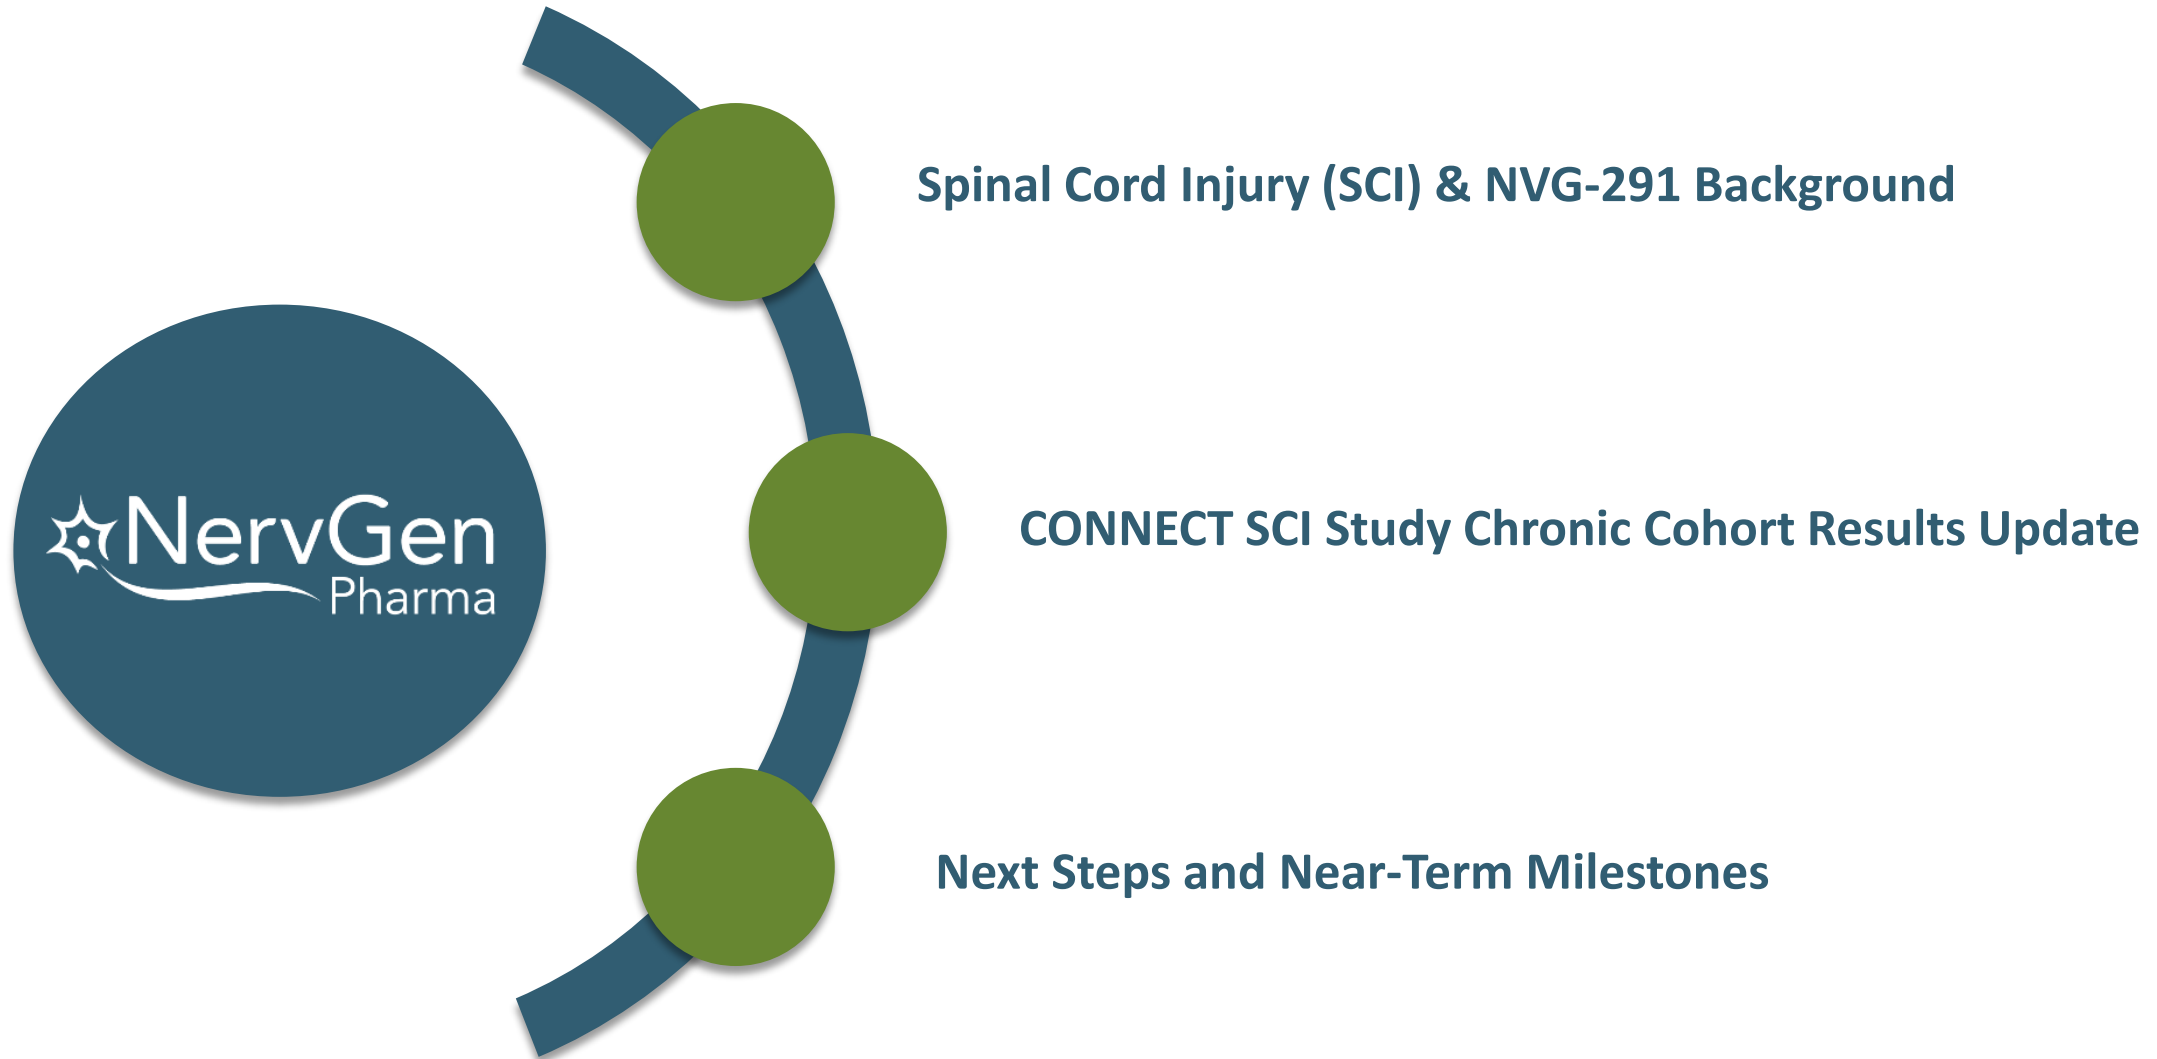 NervGen
Pharma
Spinal Cord Injury (SCI) & NVG-291 Background
CONNECT SCI Study Chronic Cohort Results Update
Next Steps and Near-Term Milestones